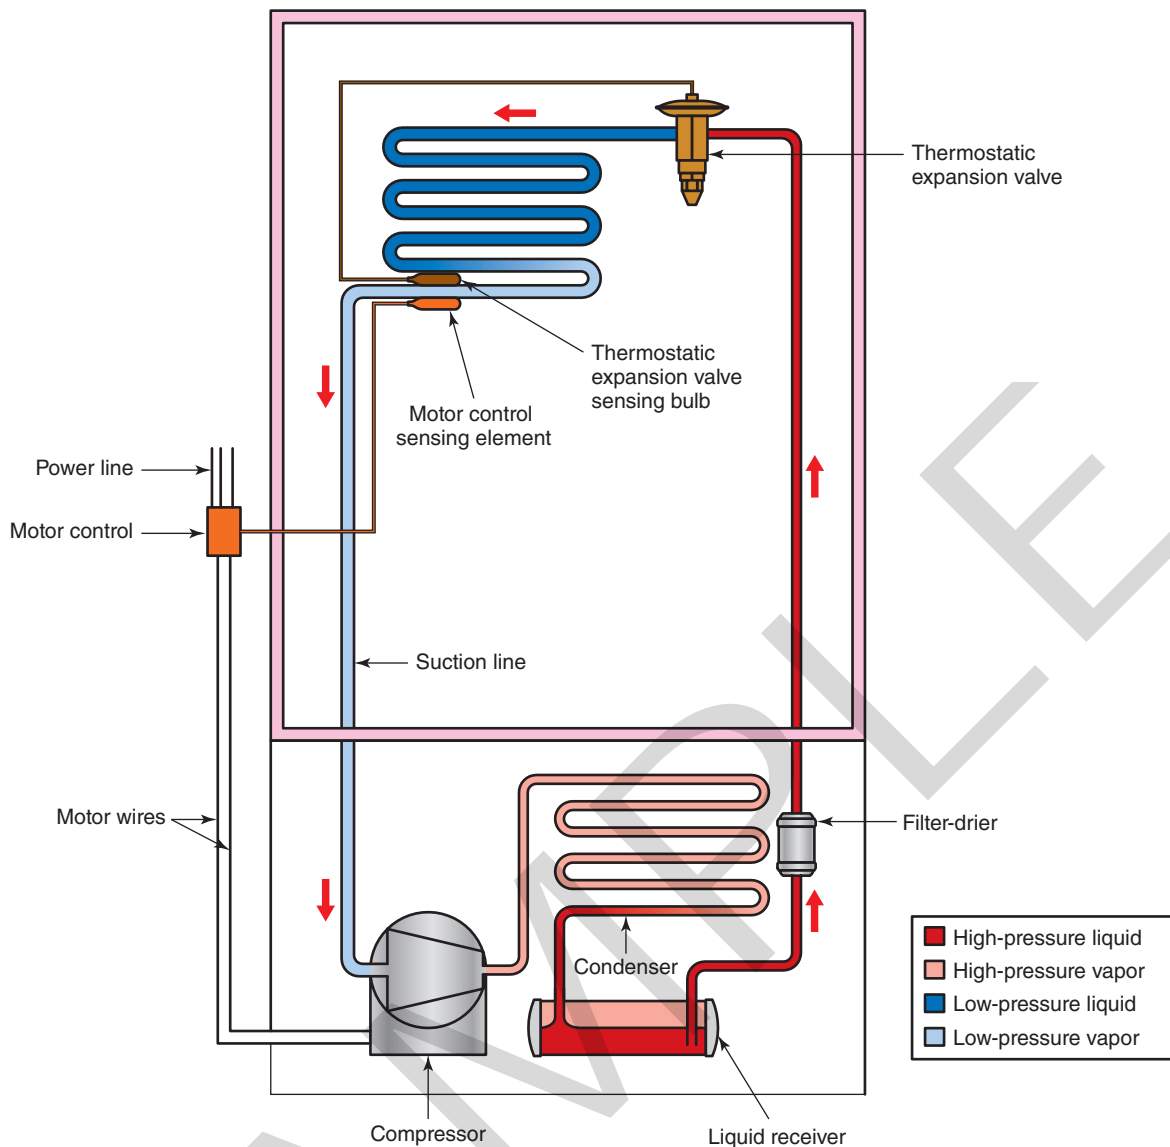 Thermostatic
expansion valve
Thermostatic
expansion valve
sensing bulb
Motor control
sensing element
Power line
Motor control
Suction line
Motor wires
Filter-drier
Condenser
High-pressure liquid
High-pressure vapor
Low-pressure liquid
Low-pressure vapor
Compressor
Liquid receiver
MPLE